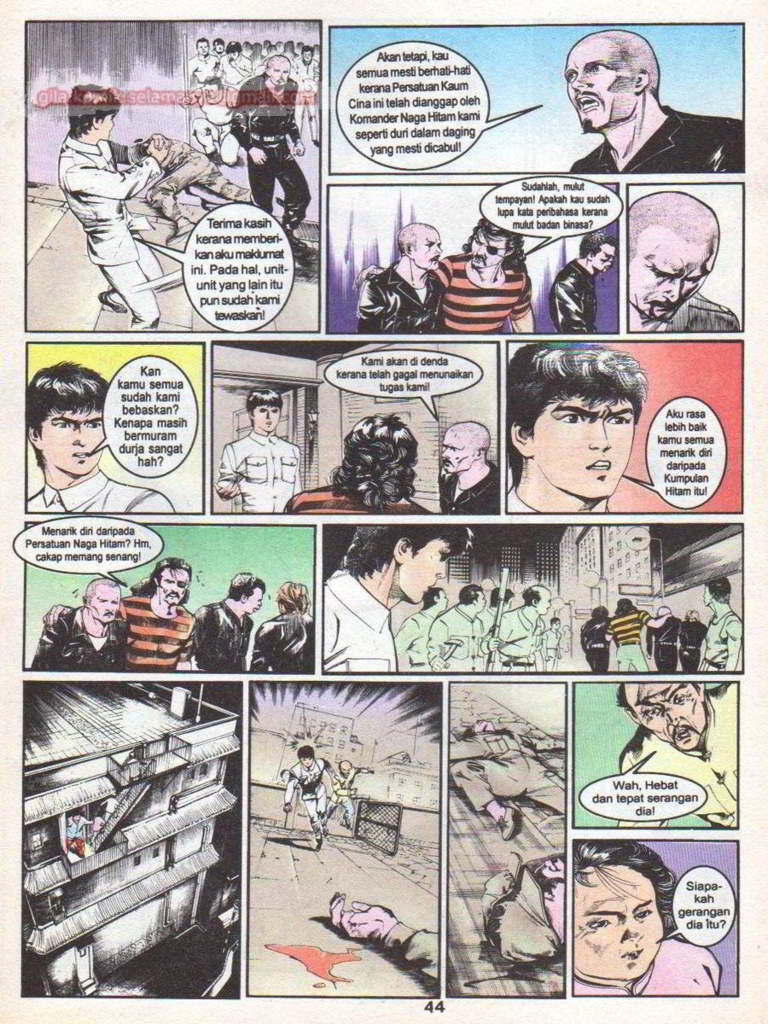 Terima kasih
kerana memberi-
kan aku maklumat
ini. Pada hal, unit-
unit yang lain itu
pun sudah kami
tewaskan!
Akan tetapi, kau
semua mesti berhati-hati
kerana Persatuan Kaum
Cina ini telah dianggap oleh
Komander Naga Hitam kami
seperti duri dalam daging
yang mesti dicabul!
Sudahlah, mulut
tempayan! Apakah kau sudah
lupa kata peribahasa kerana
mulut badan binasa?
Kan
kamu semua
sudah kami
bebaskan?
Kenapa masih
bermuram
durja sangat
hah?
Kami akan di denda
kerana telah gagal menunaikan
tugas kami!
Aku rasa
lebih baik
kamu semua
menarik diri
daripada
Kumpulan
Hitam itu!
Menarik diri daripada
Persatuan Naga Hitam? Hm,
cakap memang senang!
Wah, Hebat
dan tepat serangan
dia!
Siapa-
kah
gerangan
dia itu?
44